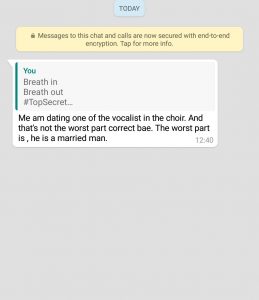 TODAY
Messages to this chat and calls are now secured with end-to-end
encryption. Tap for more info.
You
Breath in
Breath out
#TopSecret...
Me am dating one of the vocalist in the choir. And
that's not the worst part correct bae. The worst part
is , he is a married man.
12:40